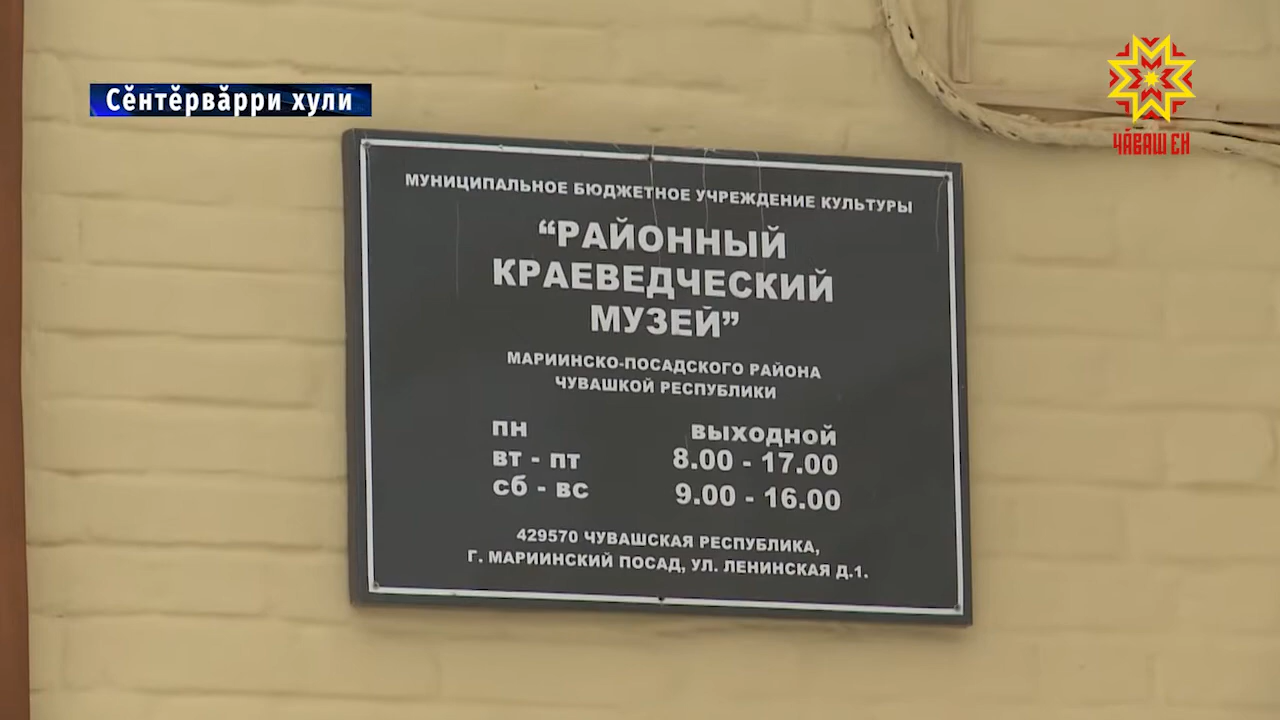 Сĕнтĕрвăрри хули
ЧĂВАШ ЕН
МУНИЦИПАЛЬНОЕ БЮДЖЕТНОЕ УЧРЕЖДЕНИЕ КУЛЬТУРЫ
“РАЙОННЫЙ
КРАЕВЕДЧЕСКИЙ
МУЗЕЙ”
МАРИИНСКО-ПОСАДСКОГО РАЙОНА
ЧУВАШКОЙ РЕСПУБЛИКИ
ПН ВЫХОДНОЙ
ВТ - ПТ 8.00 - 17.00
СБ - ВС 9.00 - 16.00
429570 ЧУВАШСКАЯ РЕСПУБЛИКА,
Г. МАРИИНСКИЙ ПОСАД, УЛ. ЛЕНИНСКАЯ Д.1.